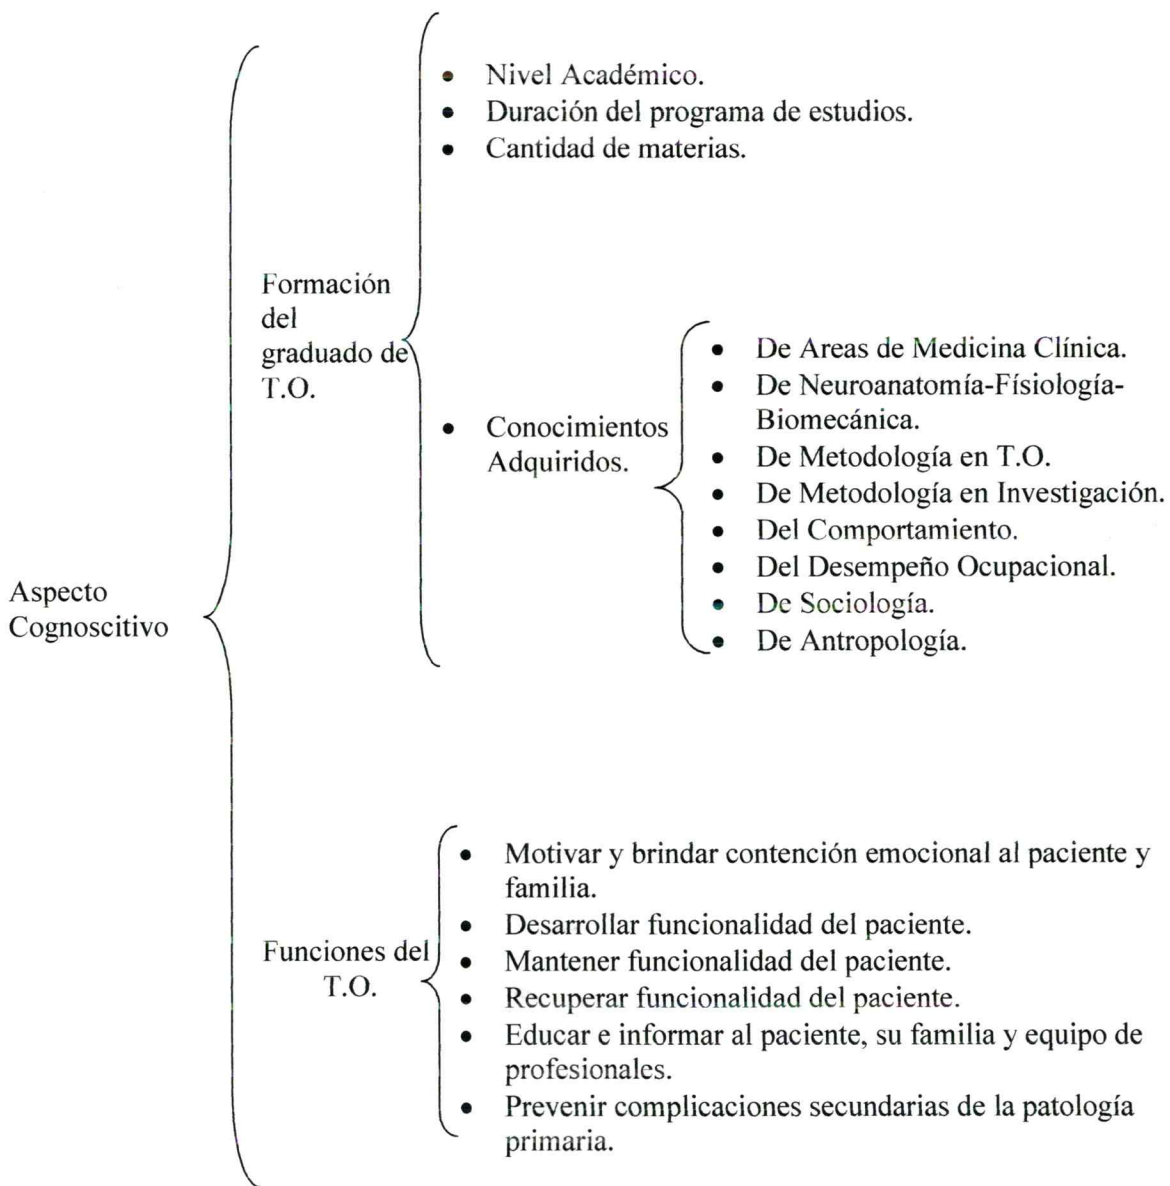 • Nivel Académico.
• Duración del programa de estudios.
• Cantidad de materias.
Formación
del
graduado de
T.O.
• Conocimientos
Adquiridos.
• De Areas de Medicina Clínica.
• De Neuroanatomía-Físiología-
Biomecánica.
• De Metodología en T.O.
• De Metodología en Investigación.
• Del Comportamiento.
• Del Desempeño Ocupacional.
• De Sociología.
• De Antropología.
Aspecto
Cognoscitivo
Funciones del
T.O.
• Motivar y brindar contención emocional al paciente y
familia.
• Desarrollar funcionalidad del paciente.
• Mantener funcionalidad del paciente.
• Recuperar funcionalidad del paciente.
• Educar e informar al paciente, su familia y equipo de
profesionales.
• Prevenir complicaciones secundarias de la patología
primaria.